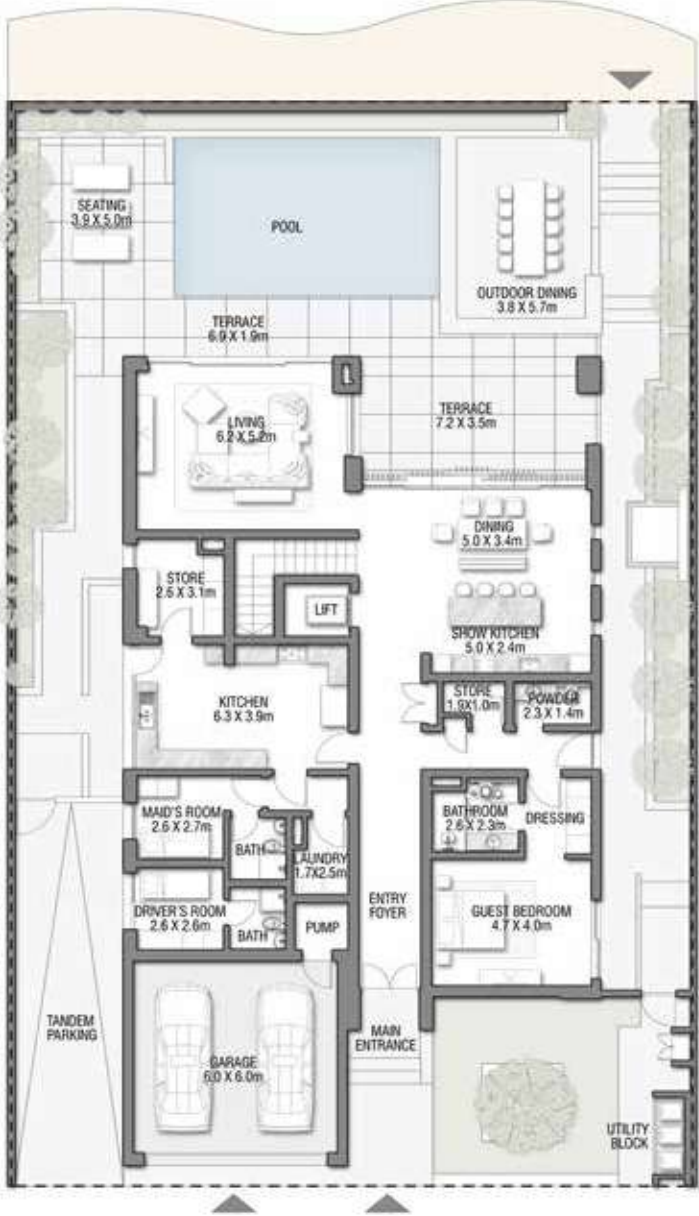 SEATING
3.9 X 5.0m
POOL
OUTDOOR DINING
3.8 X 5.7m
TERRACE
6.9 X 1.9m
TERRACE
7.2 X 3.5m
LIVING
6.2 X 5.2m
DINING
5.0 X 3.4m
STORE
2.6 X 3.1m
LIFT
SHOW KITCHEN
5.0 X 2.4m
KITCHEN
6.3 X 3.9m
STORE
1.9X1.0m
POWDER
2.3 X 1.4m
MAID'S ROOM
2.6 X 2.7m
BATH
LAUNDRY
1.7X2.5m
BATHROOM
2.6 X 2.3m
DRESSING
DRIVER'S ROOM
2.6 X 2.6m
BATH
PUMP
ENTRY
FOYER
GUEST BEDROOM
4.7 X 4.0m
TANDEM
PARKING
GARAGE
6.0 X 6.0m
MAIN
ENTRANCE
UTILITY
BLOCK